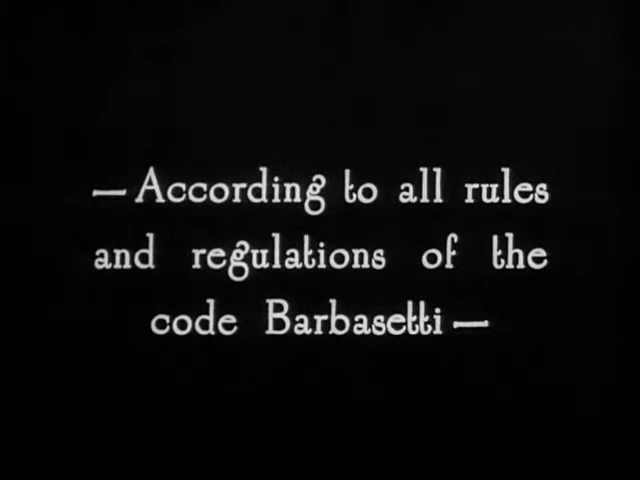 —According to all rules
and regulations of the
code Barbasetti—